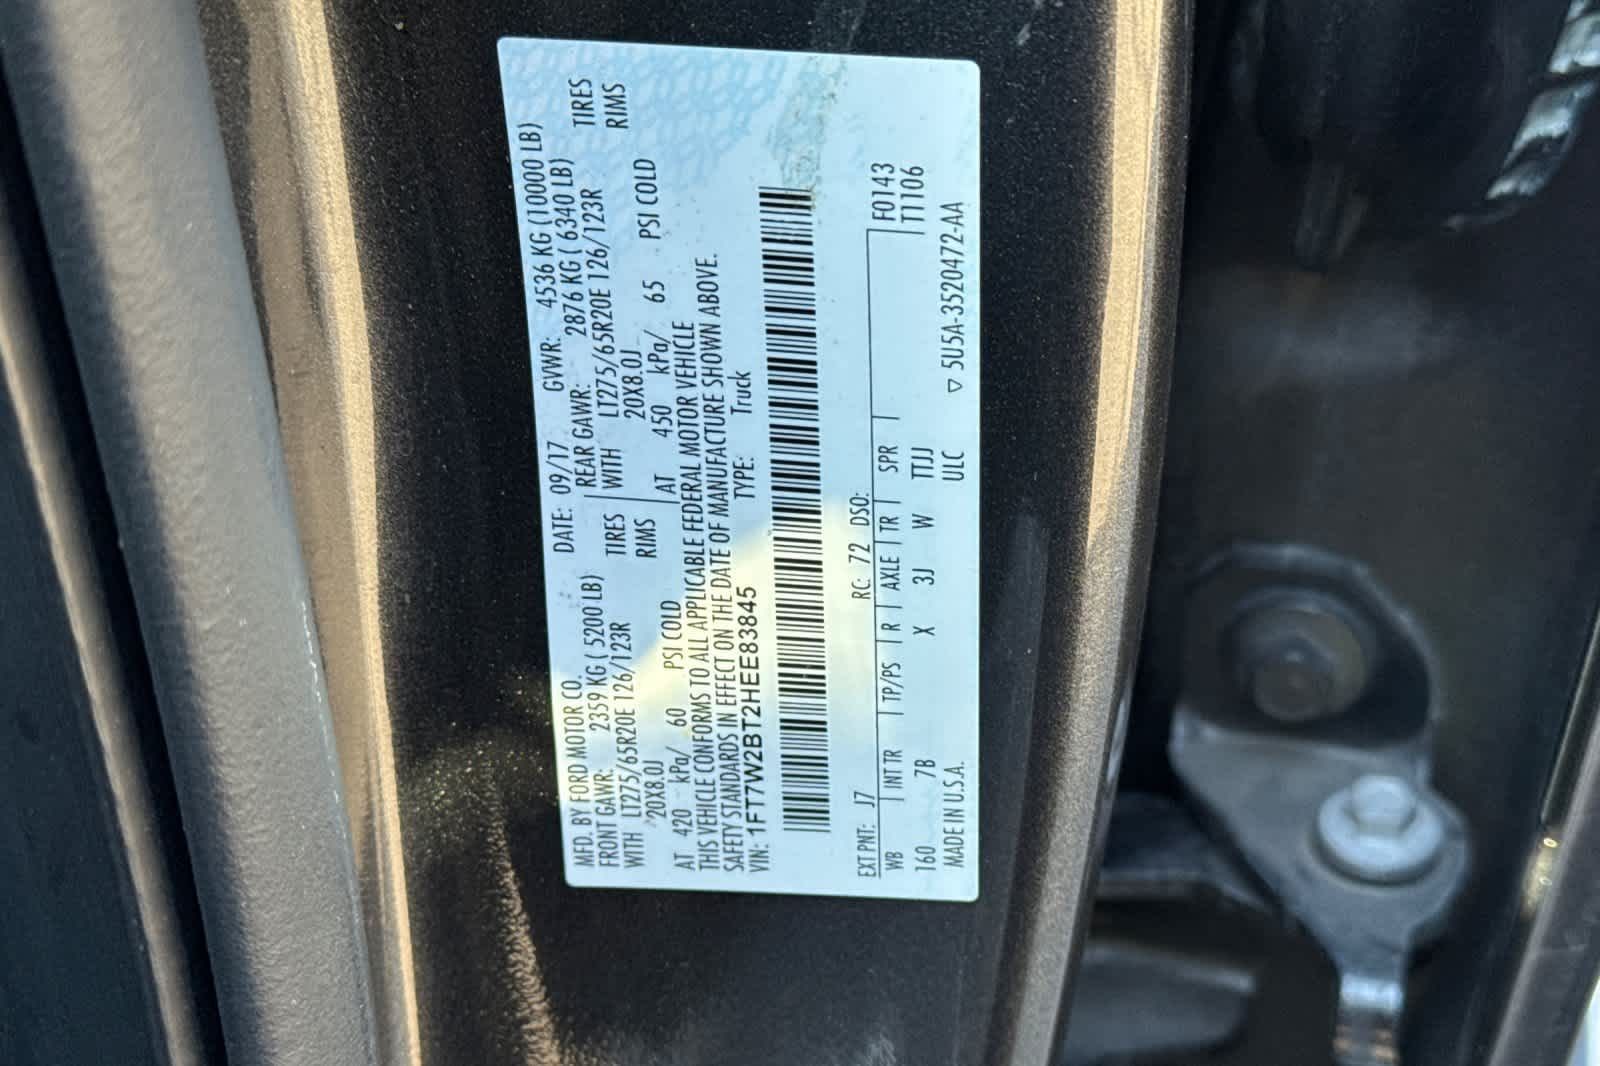 MFD. BY FORD MOTOR CO. DATE: 09/17 GVWR: 4536 KG (10000 LB)
FRONT GAWR: 2359 KG ( 5200 LB) REAR GAWR: 2876 KG ( 6340 LB)
WITH LT275/65R20E 126/123R TIRES WITH LT275/65R20E 126/123R TIRES
20X8.0J RIMS 20X8.0J RIMS
AT 420 kPa/ 60 PSI COLD AT 450 kPa/ 65 PSI COLD
THIS VEHICLE CONFORMS TO ALL APPLICABLE FEDERAL MOTOR VEHICLE
SAFETY STANDARDS IN EFFECT ON THE DATE OF MANUFACTURE SHOWN ABOVE.
VIN: 1FT7W2BT2HEE83845 TYPE: Truck
EXT PNT: J7 RC: 72 DSO: F0143
WB INT TR TP/PS R AXLE TR SPR T1106
160 7B X 3J W TTJJ
MADE IN U.S.A. ULC ▽ 5U5A-3520472-AA